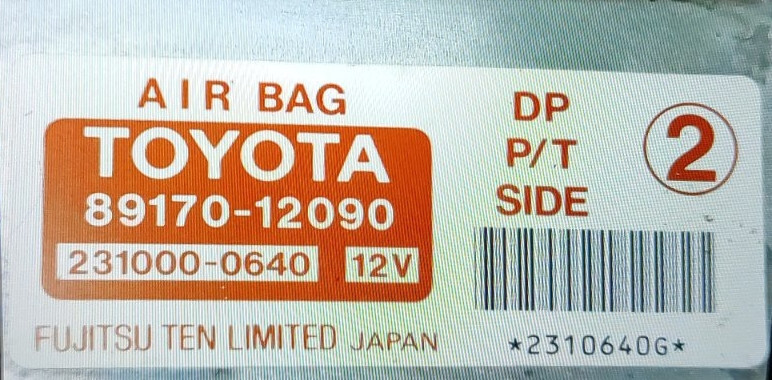 AIR BAG
TOYOTA
89170-12090
231000-0640 12V
FUJITSU TEN LIMITED JAPAN
DP
P/T
SIDE
2
*2310640G*